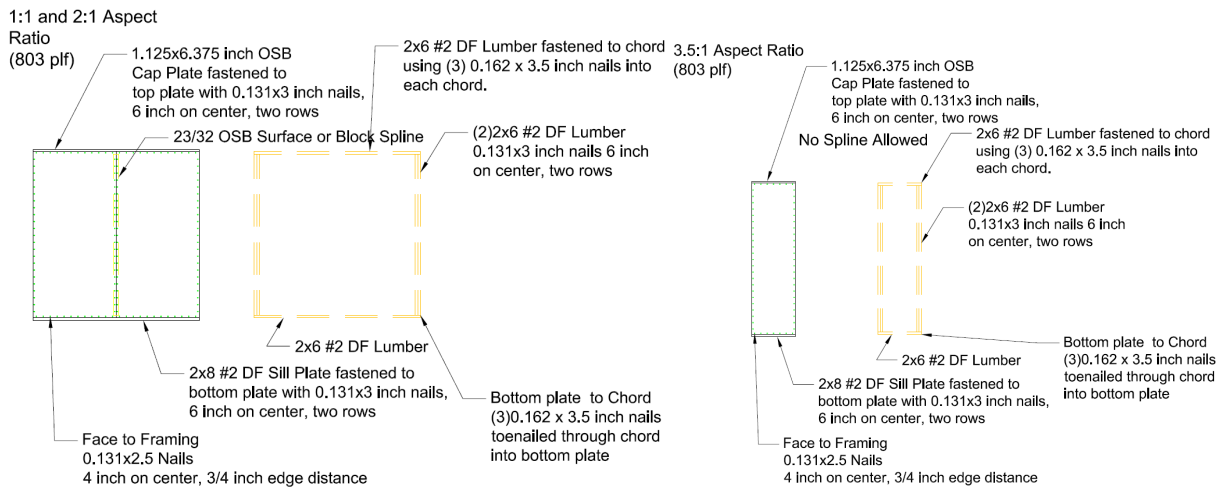 1:1 and 2:1 Aspect
Ratio
(803 plf)
1.125x6.375 inch OSB
Cap Plate fastened to
top plate with 0.131x3 inch nails,
6 inch on center, two rows
23/32 OSB Surface or Block Spline
2x6 #2 DF Lumber fastened to chord
using (3) 0.162 x 3.5 inch nails into
each chord.
(2)2x6 #2 DF Lumber
0.131x3 inch nails 6 inch
on center, two rows
2x6 #2 DF Lumber
2x8 #2 DF Sill Plate fastened to
bottom plate with 0.131x3 inch nails,
6 inch on center, two rows
Bottom plate to Chord
(3)0.162 x 3.5 inch nails
toenailed through chord
into bottom plate
Face to Framing
0.131x2.5 Nails
4 inch on center, 3/4 inch edge distance
3.5:1 Aspect Ratio
(803 plf)
1.125x6.375 inch OSB
Cap Plate fastened to
top plate with 0.131x3 inch nails,
6 inch on center, two rows
No Spline Allowed
2x6 #2 DF Lumber fastened to chord
using (3) 0.162 x 3.5 inch nails into
each chord.
(2)2x6 #2 DF Lumber
0.131x3 inch nails 6 inch
on center, two rows
2x6 #2 DF Lumber
2x8 #2 DF Sill Plate fastened to
bottom plate with 0.131x3 inch nails,
6 inch on center, two rows
Bottom plate to Chord
(3)0.162 x 3.5 inch nails
toenailed through chord
into bottom plate
Face to Framing
0.131x2.5 Nails
4 inch on center, 3/4 inch edge distance